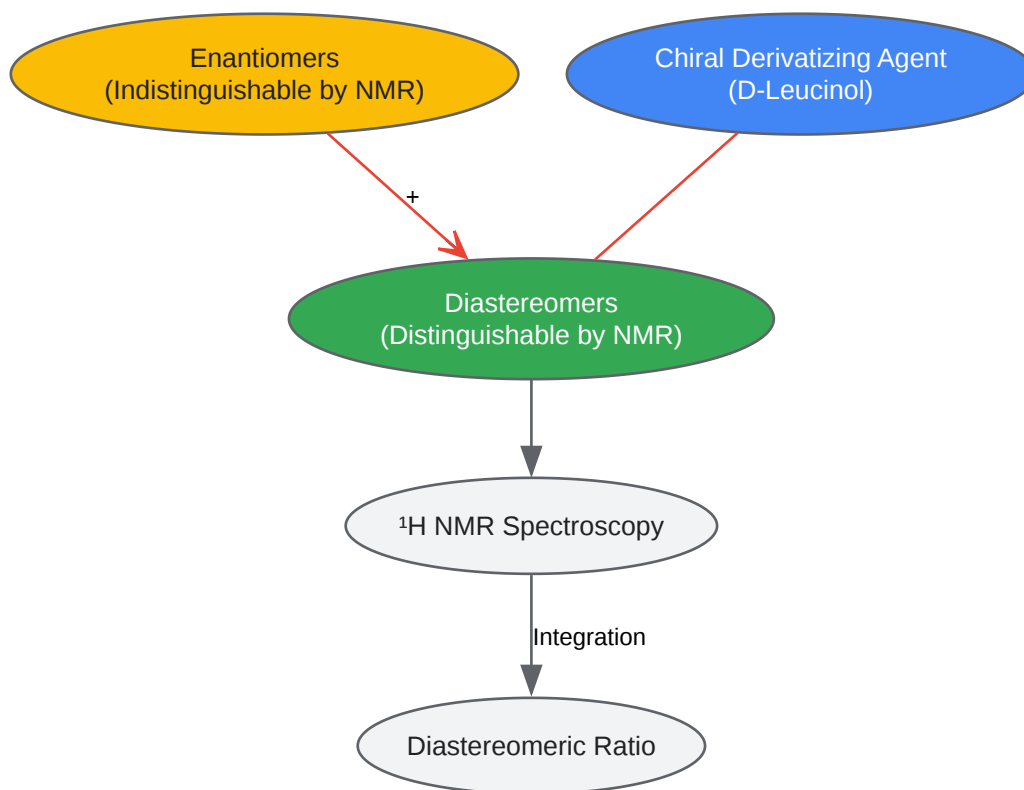 Enantiomers
(Indistinguishable by NMR)
Chiral Derivatizing Agent
(D-Leucinol)
+
Diastereomers
(Distinguishable by NMR)
¹H NMR Spectroscopy
Integration
Diastereomeric Ratio